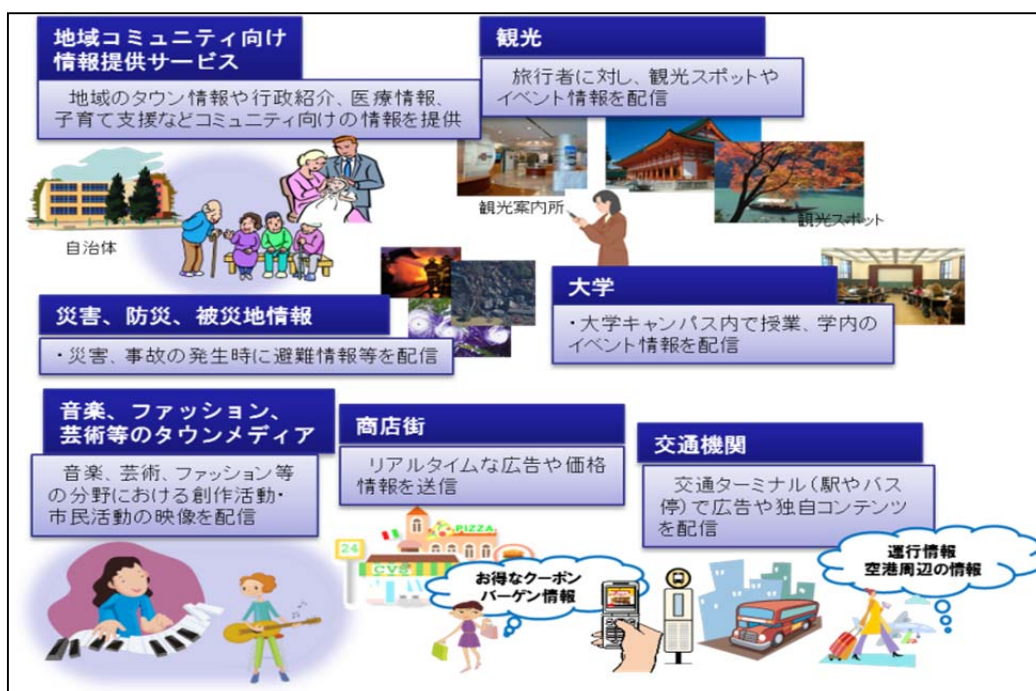 地域コミュニティ向け
情報提供サービス
地域のタウン情報や行政紹介、医療情報、
子育て支援などコミュニティ向けの情報を提供
自治体
観光
旅行者に対し、観光スポットや
イベント情報を配信
観光案内所
観光スポット
災害、防災、被災地情報
・災害、事故の発生時に避難情報等を配信
大学
・大学キャンパス内で授業、学内の
イベント情報を配信
音楽、ファッション、
芸術等のタウンメディア
音楽、芸術、ファッション等
の分野における創作活動・
市民活動の映像を配信
商店街
リアルタイムな広告や価格
情報を送信
24
CVS
PIZZA
お得なクーポン
バーゲン情報
交通機関
交通ターミナル(駅やバス
停)で広告や独自コンテンツ
を配信
運行情報
空港周辺の情報